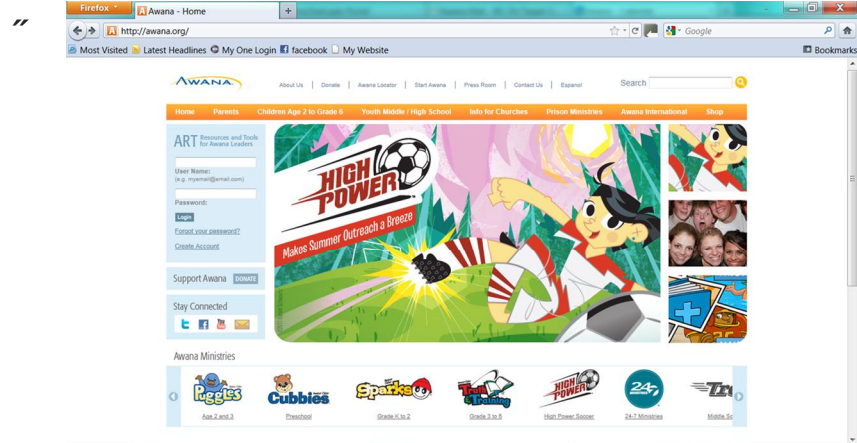 "
Firefox
Awana - Home
http://awana.org/
Google
Most Visited Latest Headlines My One Login facebook My Website
Bookmarks
AWANA
About Us | Donate | Awana Locator | Start Awana | Press Room | Contact Us | Espanol
Search
Home Parents Children Age 2 to Grade 6 Youth Middle / High School Info for Churches Prison Ministries Awana International Shop
ART Resources and Tools
for Awana Leaders
User Name:
(e.g. myemail@email.com)
Password:
Login
Forgot your password?
Create Account
Support Awana DONATE
Stay Connected
HIGH
POWER
Makes Summer Outreach a Breeze
Awana Ministries
Puggles
Cubbies
Sparks
Truth &
Training
HIGH
POWER
24-7
MINISTRIES
Tr
Age 2 and 3
Preschool
Grade K to 2
Grade 3 to 6
High Power Soccer
24-7 Ministries
Middle Sc